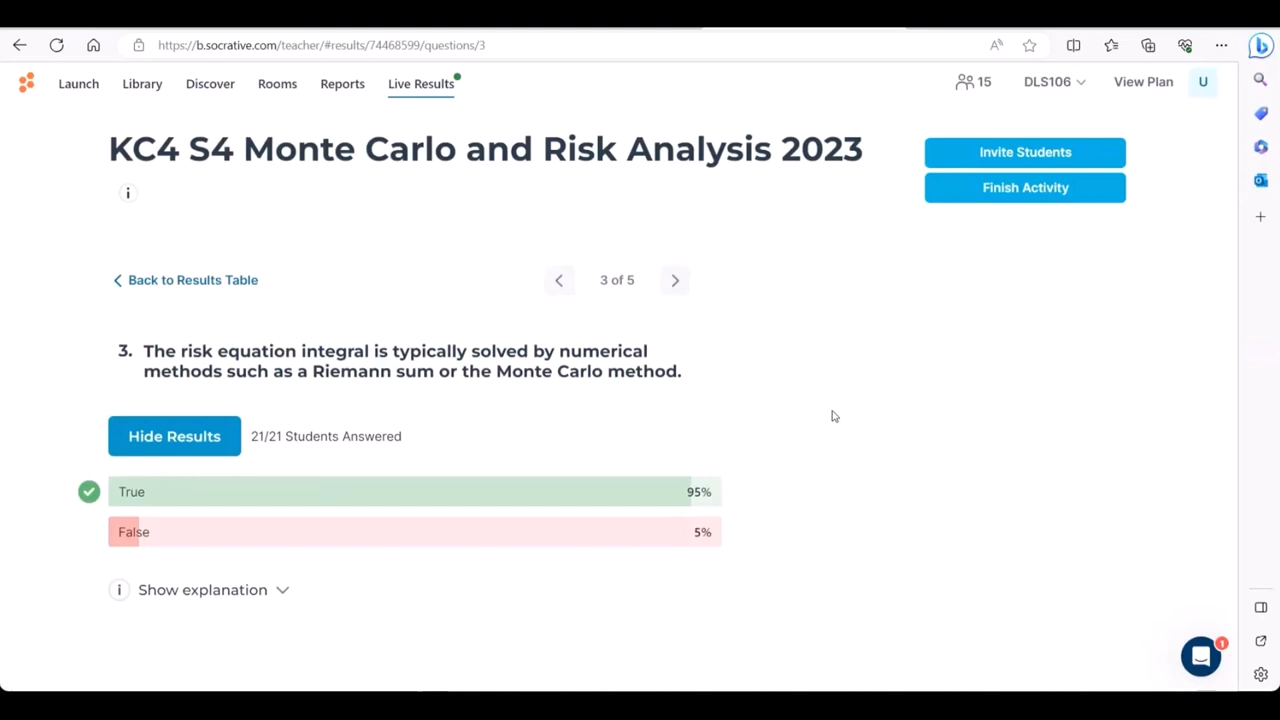 https://b.socrative.com/teacher/#results/74468599/questions/3
Launch
Library
Discover
Rooms
Reports
Live Results
15
DLS106
View Plan
U
KC4 S4 Monte Carlo and Risk Analysis 2023
Invite Students
Finish Activity
Back to Results Table
3 of 5
3. The risk equation integral is typically solved by numerical
methods such as a Riemann sum or the Monte Carlo method.
Hide Results
21/21 Students Answered
True
95%
False
5%
Show explanation
1